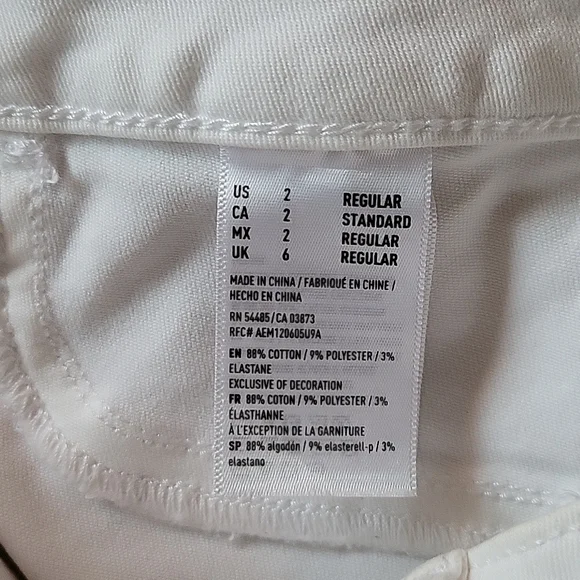 US 2 REGULAR
CA 2 STANDARD
MX 2 REGULAR
UK 6 REGULAR
MADE IN CHINA / FABRIQUÉ EN CHINE /
HECHO EN CHINA
RN 54485/CA 03873
RFC# AEM120605U9A
EN 88% COTTON / 9% POLYESTER / 3%
ELASTANE
EXCLUSIVE OF DECORATION
FR 88% COTON / 9% POLYESTER / 3%
ÉLASTHANNE
À L'EXCEPTION DE LA GARNITURE
SP 88% algodón / 9% elasterell-p / 3%
elastano